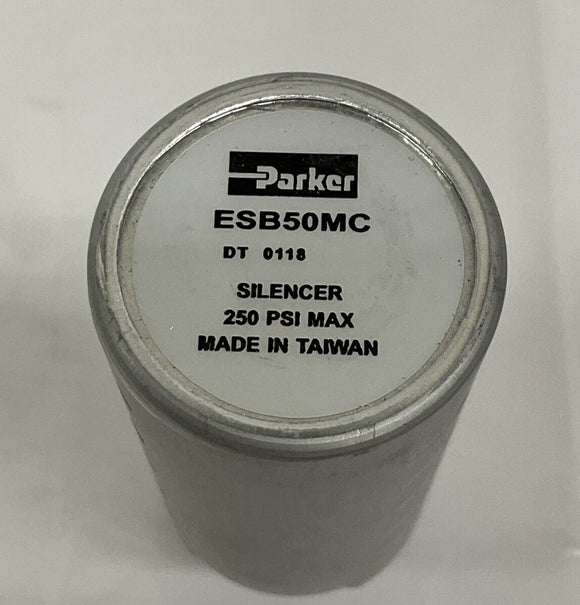 Parker
ESB50MC
DT 0118
SILENCER
250 PSI MAX
MADE IN TAIWAN